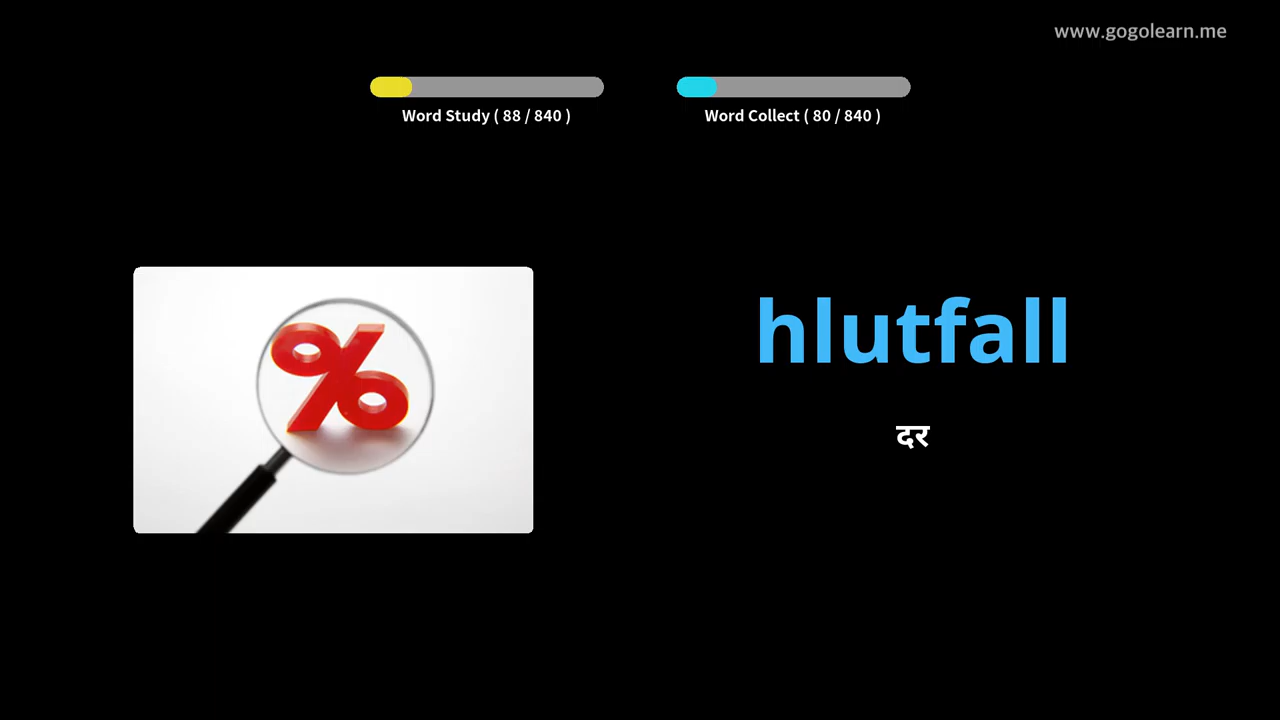 www.gogolearn.me
Word Study ( 88 / 840 )
Word Collect ( 80 / 840 )
%
hlutfall
दर